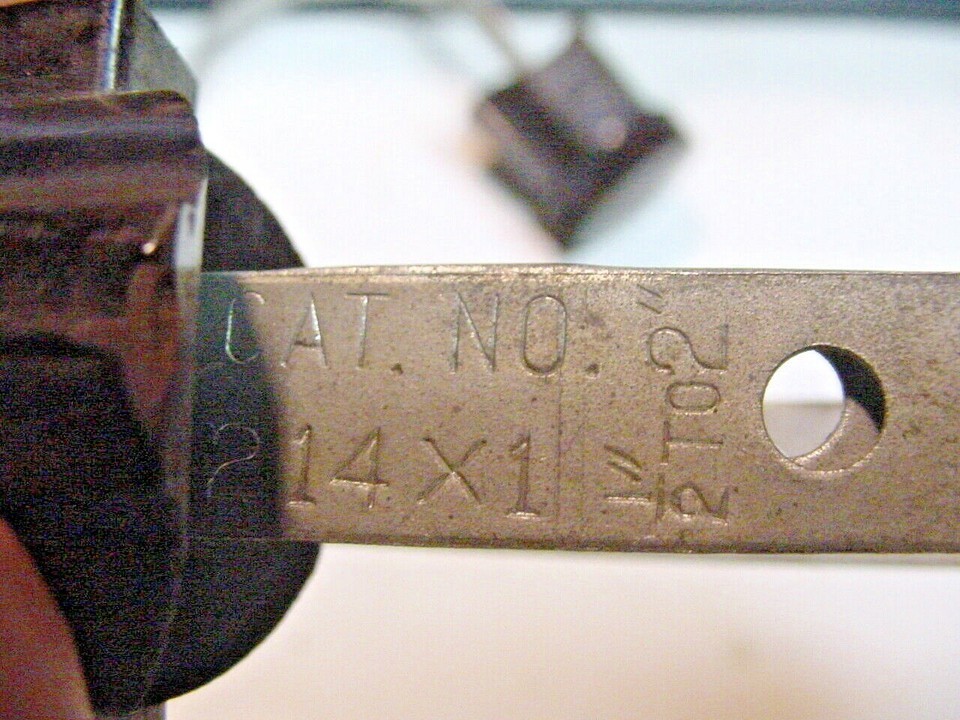 CAT. NO.
214X1
1/2" TO 2"